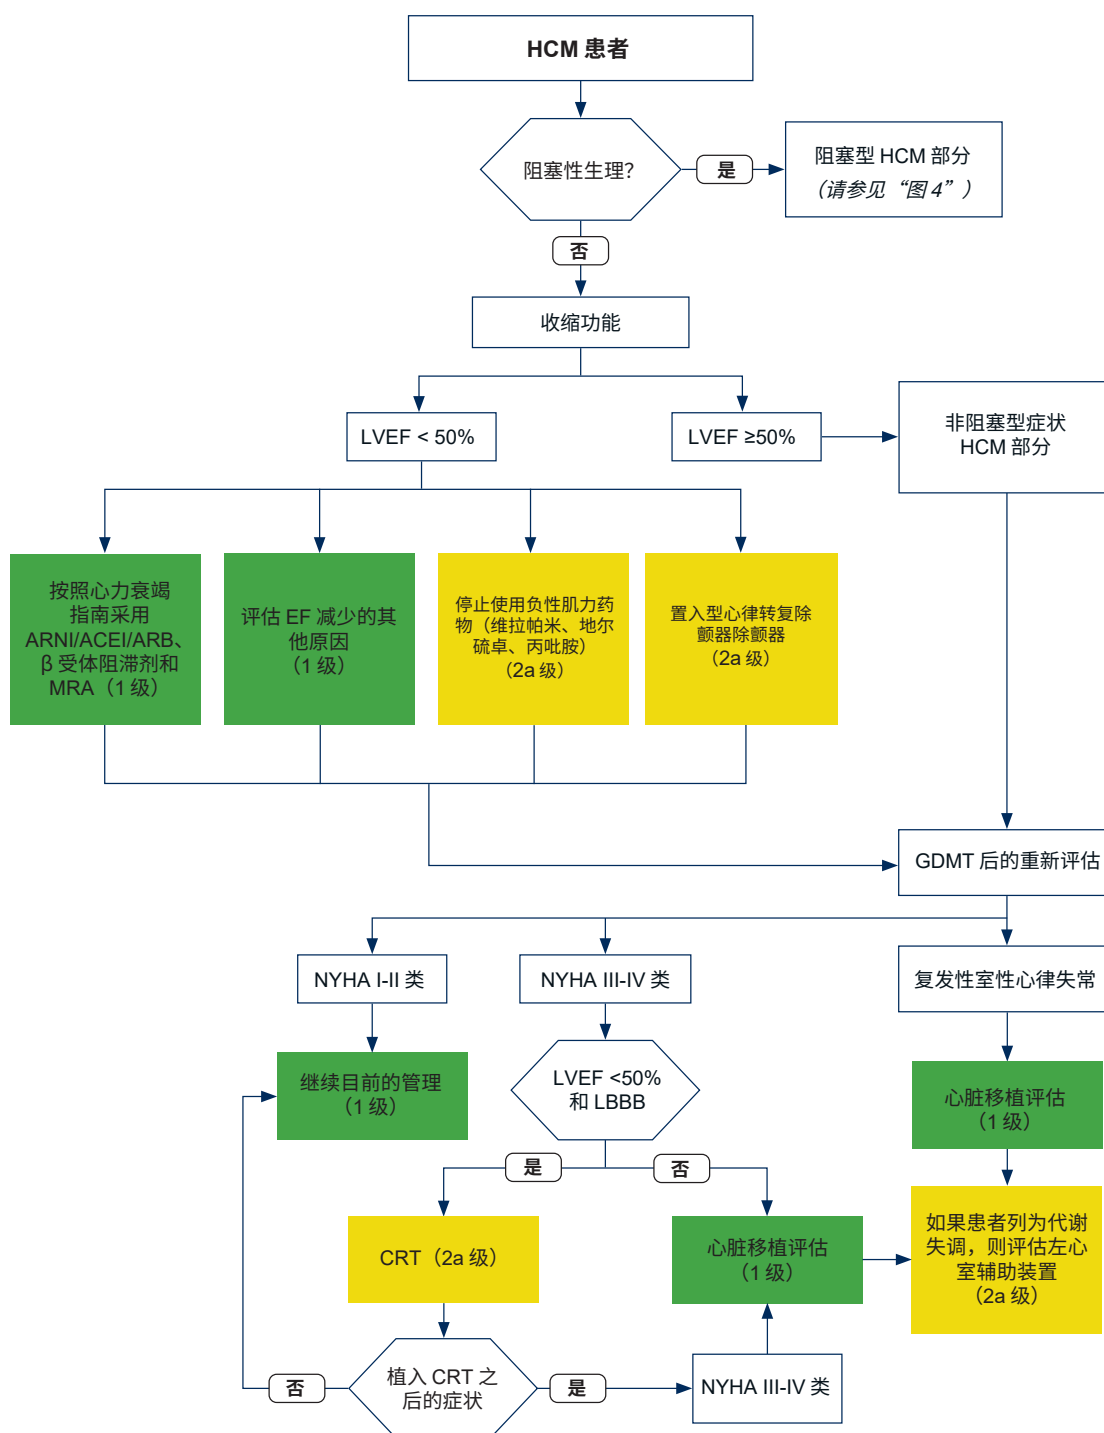 HCM 患者
阻塞性生理？
是
阻塞型 HCM 部分
（请参见“图 4”）
否
收缩功能
LVEF < 50%
LVEF ≥50%
非阻塞型症状
HCM 部分
按照心力衰竭
指南采用
ARNI/ACEI/ARB、
β 受体阻滞剂和
MRA（1 级）
评估 EF 减少的其
他原因
（1 级）
停止使用负性肌力药
物（维拉帕米、地尔
硫卓、丙吡胺）
（2a 级）
置入型心律转复除
颤器除颤器
（2a 级）
GDMT 后的重新评估
NYHA I-II 类
NYHA III-IV 类
复发性室性心律失常
继续目前的管理
（1 级）
LVEF <50%
和 LBBB
心脏移植评估
（1 级）
是
否
CRT（2a 级）
心脏移植评估
（1 级）
如果患者列为代谢
失调，则评估左心
室辅助装置
（2a 级）
否
植入 CRT 之
后的症状
是
NYHA III-IV 类